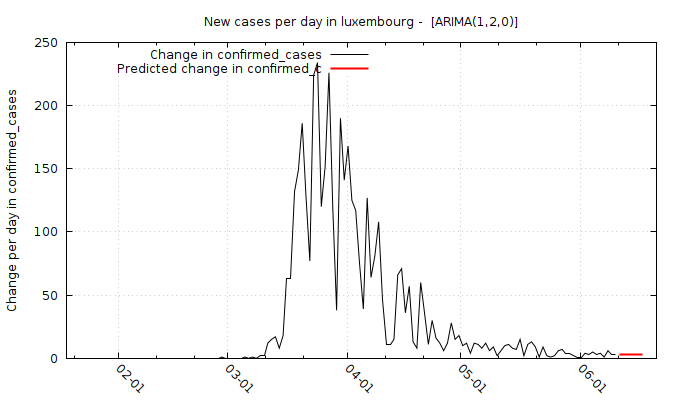 New cases per day in luxembourg -  [ARIMA(1,2,0)]
Change in confirmed_cases
Predicted change in confirmed_c
Change per day in confirmed_cases
250
200
150
100
50
0
02-01
03-01
04-01
05-01
06-01